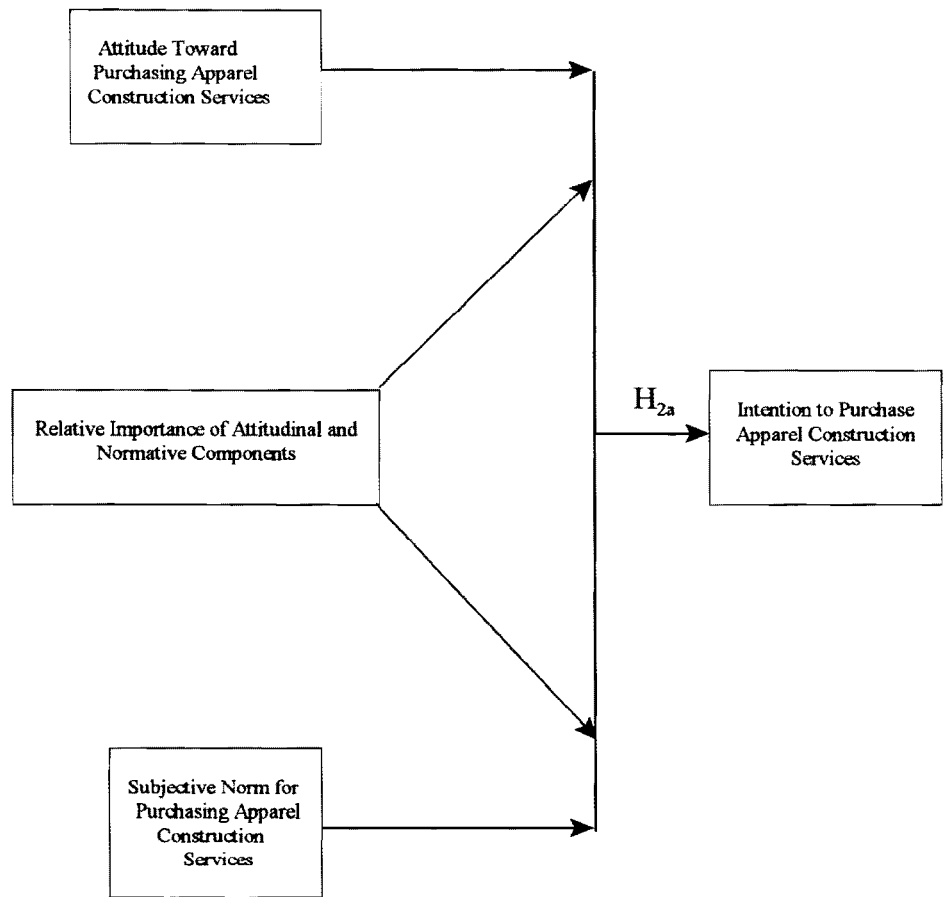 Attitude Toward
Purchasing Apparel
Construction Services
Relative Importance of Attitudinal and
Normative Components
H2a
Intention to Purchase
Apparel Construction
Services
Subjective Norm for
Purchasing Apparel
Construction
Services